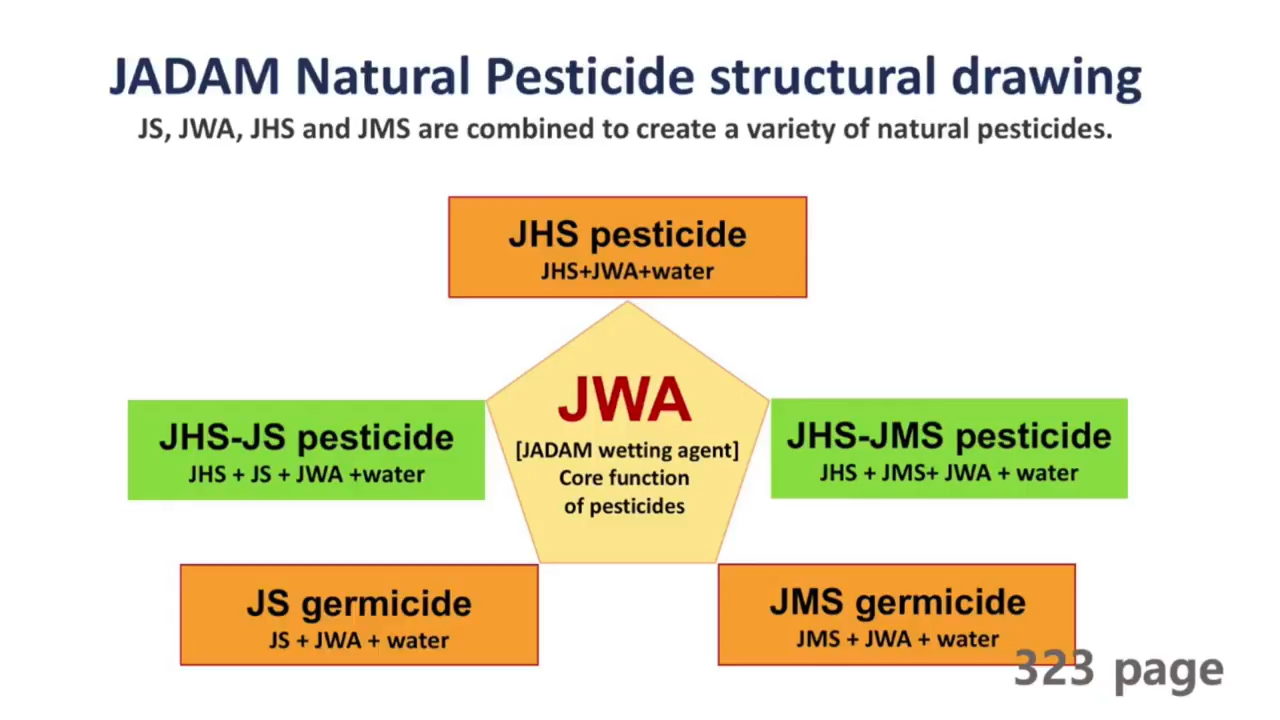 JADAM Natural Pesticide structural drawing
JS, JWA, JHS and JMS are combined to create a variety of natural pesticides.
JHS pesticide
JHS+JWA+water
JWA
[JADAM wetting agent]
Core function
of pesticides
JHS-JS pesticide
JHS + JS + JWA +water
JHS-JMS pesticide
JHS + JMS+ JWA + water
JS germicide
JS + JWA + water
JMS germicide
JMS + JWA + water
323 page